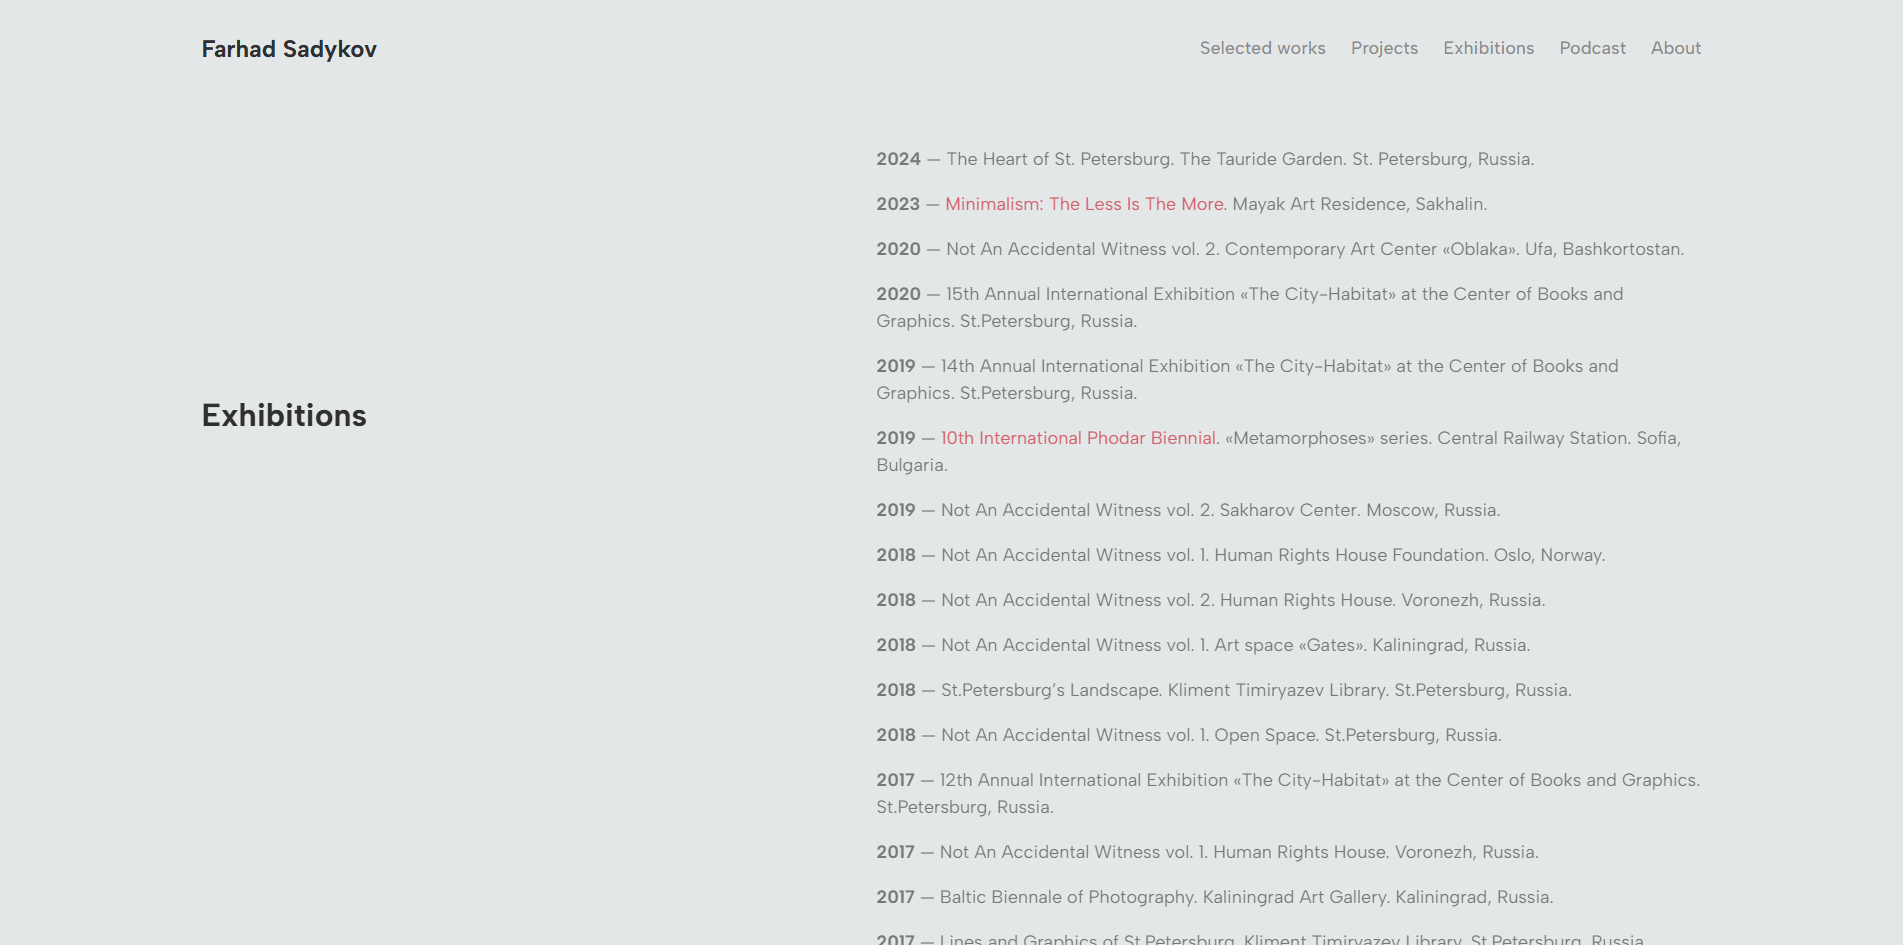 Farhad Sadykov
Selected works Projects Exhibitions Podcast About
2024 — The Heart of St. Petersburg. The Tauride Garden. St. Petersburg, Russia.
2023 — Minimalism: The Less Is The More. Mayak Art Residence, Sakhalin.
2020 — Not An Accidental Witness vol. 2. Contemporary Art Center «Oblaka». Ufa, Bashkortostan.
2020 — 15th Annual International Exhibition «The City-Habitat» at the Center of Books and
Graphics. St.Petersburg, Russia.
2019 — 14th Annual International Exhibition «The City-Habitat» at the Center of Books and
Graphics. St.Petersburg, Russia.
Exhibitions
2019 — 10th International Phodar Biennial. «Metamorphoses» series. Central Railway Station. Sofia,
Bulgaria.
2019 — Not An Accidental Witness vol. 2. Sakharov Center. Moscow, Russia.
2018 — Not An Accidental Witness vol. 1. Human Rights House Foundation. Oslo, Norway.
2018 — Not An Accidental Witness vol. 2. Human Rights House. Voronezh, Russia.
2018 — Not An Accidental Witness vol. 1. Art space «Gates». Kaliningrad, Russia.
2018 — St.Petersburg’s Landscape. Kliment Timiryazev Library. St.Petersburg, Russia.
2018 — Not An Accidental Witness vol. 1. Open Space. St.Petersburg, Russia.
2017 — 12th Annual International Exhibition «The City-Habitat» at the Center of Books and Graphics.
St.Petersburg, Russia.
2017 — Not An Accidental Witness vol. 1. Human Rights House. Voronezh, Russia.
2017 — Baltic Biennale of Photography. Kaliningrad Art Gallery. Kaliningrad, Russia.
2017 — Lines and Graphics of St.Petersburg. Kliment Timiryazev Library. St.Petersburg, Russia.